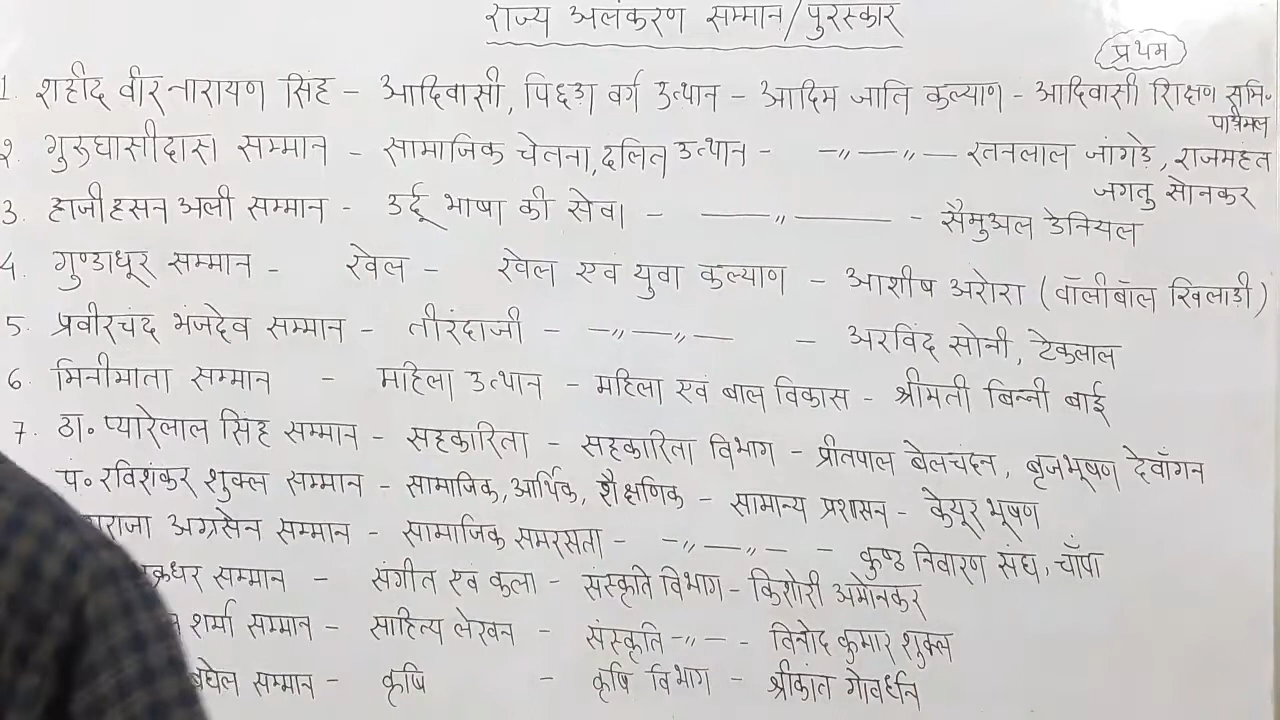 राज्य अलंकरण सम्मान/पुरस्कार
प्रथम
1. शहीद वीरनारायण सिंह - आदिवासी, पिछड़ा वर्ग उत्थान - आदिम जाति कल्याण - आदिवासी शिक्षण समि॰
2. गुरुघासीदास सम्मान - सामाजिक चेतना, दलित उत्थान - -〃-〃- रतनलाल जांगड़े, राजमहंत
जगतु सोनकर
3. हाजी हसन अली सम्मान - उर्दू भाषा की सेवा - -〃- - सैमुअल डेनियल
4. गुण्डाधूर सम्मान - खेल - खेल एवं युवा कल्याण - आशीष अरोरा (वॉलीबॉल खिलाड़ी)
5. प्रवीरचंद भंजदेव सम्मान - तीरंदाजी - -〃-〃- - अरविंद सोनी, टेकलाल
6. मिनीमाता सम्मान - महिला उत्थान - महिला एवं बाल विकास - श्रीमती बिन्नी बाई
7. ठा॰ प्यारेलाल सिंह सम्मान - सहकारिता - सहकारिता विभाग - प्रीतपाल बेलचंदन, बृजभूषण देवाँगन
पं॰ रविशंकर शुक्ल सम्मान - सामाजिक, आर्थिक, शैक्षणिक - सामान्य प्रशासन - केयूर भूषण
राजा अग्रसेन सम्मान - सामाजिक समरसता - -〃-〃- - कुष्ठ निवारण संघ, चाँपा
क्रधर सम्मान - संगीत एवं कला - संस्कृति विभाग - किशोरी अमोनकर
शर्मा सम्मान - साहित्य लेखन - संस्कृति -〃- - विनोद कुमार शुक्ल
बघेल सम्मान - कृषि - कृषि विभाग - श्रीकांत गोवर्धन